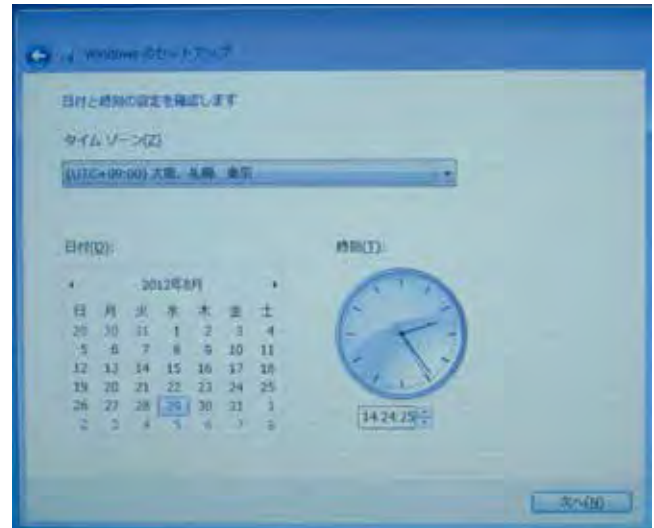 Windows のセットアップ
日付と時刻の設定を確認します
タイム ゾーン(Z)
(UTC+09:00) 大阪、札幌、東京
日付(D):
時刻(T):
2012年8月
日 月 火 水 木 金 土
29 30 31 1 2 3 4
5 6 7 8 9 10 11
12 13 14 15 16 17 18
19 20 21 22 23 24 25
26 27 28 29 30 31 1
2 3 4 5 6 7 8
14:24:25
次へ(N)